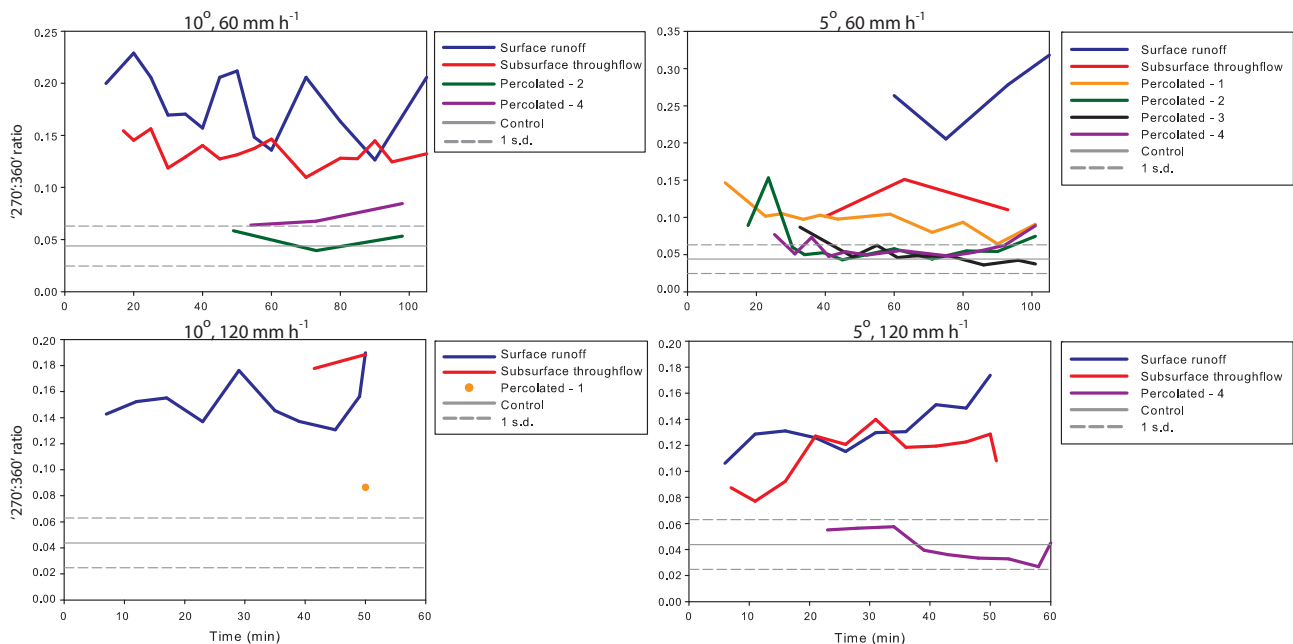 10°, 60 mm h-1
0.25
0.20
0.15
0.10
0.05
0.00
'270':360' ratio
0 20 40 60 80 100
Surface runoff
Subsurface throughflow
Percolated - 2
Percolated - 4
Control
1 s.d.
5°, 60 mm h-1
0.35
0.30
0.25
0.20
0.15
0.10
0.05
0.00
0 20 40 60 80 100
Surface runoff
Subsurface throughflow
Percolated - 1
Percolated - 2
Percolated - 3
Percolated - 4
Control
1 s.d.
10°, 120 mm h-1
0.20
0.18
0.16
0.14
0.12
0.10
0.08
0.06
0.04
0.02
0.00
'270':360' ratio
0 10 20 30 40 50 60
Time (min)
Surface runoff
Subsurface throughflow
Percolated - 1
Control
1 s.d.
5°, 120 mm h-1
0.20
0.18
0.16
0.14
0.12
0.10
0.08
0.06
0.04
0.02
0.00
0 10 20 30 40 50 60
Time (min)
Surface runoff
Subsurface throughflow
Percolated - 4
Control
1 s.d.